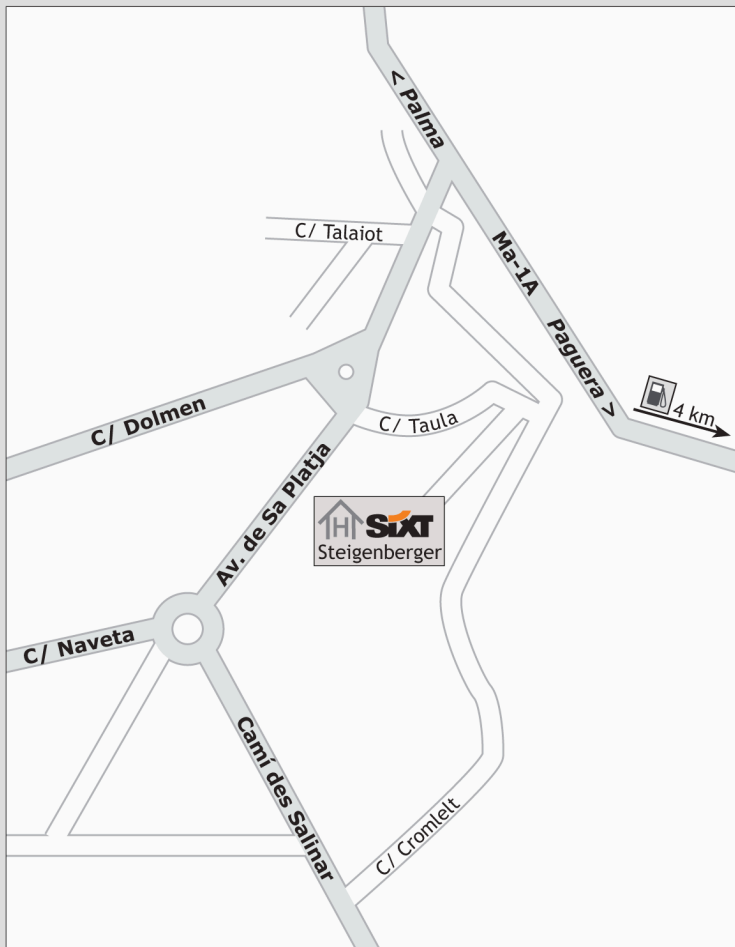 < Palma
C/ Talaiot
Ma-1A
Paguera >
4 km
C/ Dolmen
C/ Taula
Av. de Sa Platja
H SIXT
Steigenberger
C/ Naveta
Camí des Salinar
C/ Cromlelt